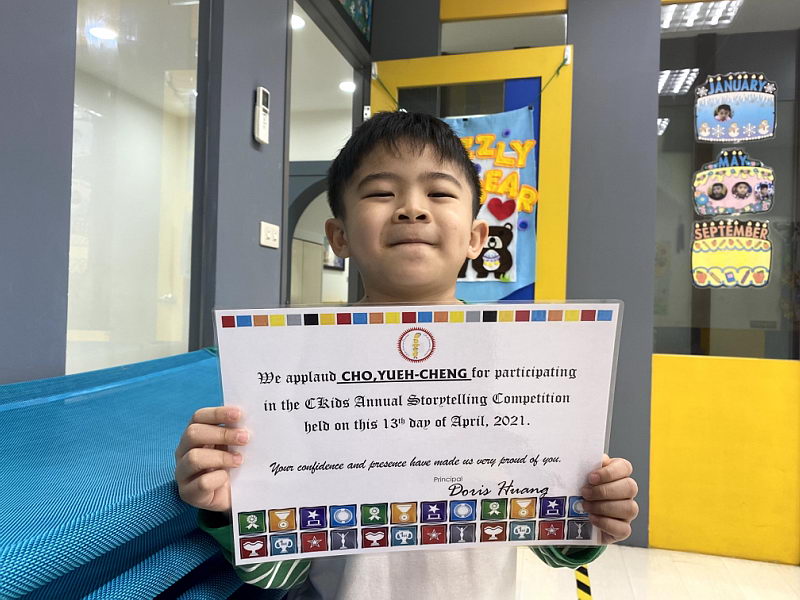 JANUARY
MAY
SEPTEMBER
We applaud CHO,YUEH-CHENG for participating
in the CKids Annual Storytelling Competition
held on this 13th day of April, 2021.
Your confidence and presence have made us very proud of you.
Principal
Doris Huang